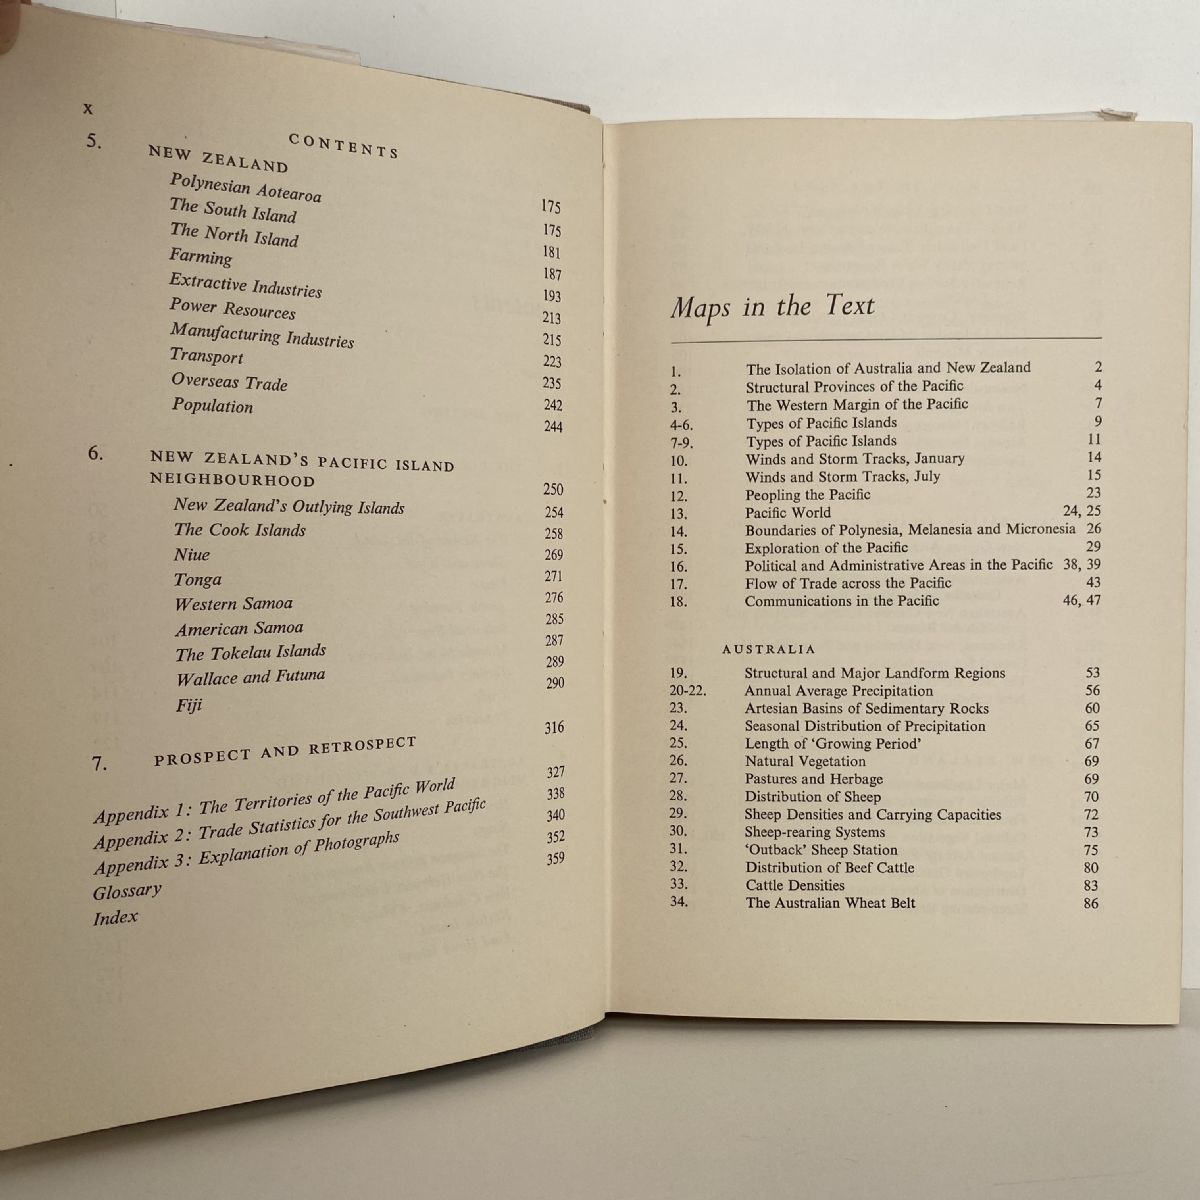 x
CONTENTS
5. NEW ZEALAND 175
Polynesian Aotearoa 175
The South Island 181
The North Island 187
Farming 193
Extractive Industries 213
Power Resources 215
Manufacturing Industries 223
Transport 235
Overseas Trade 242
Population 244
6. NEW ZEALAND'S PACIFIC ISLAND
NEIGHBOURHOOD 250
New Zealand's Outlying Islands 254
The Cook Islands 258
Niue 269
Tonga 271
Western Samoa 276
American Samoa 285
The Tokelau Islands 287
Wallace and Futuna 289
Fiji 290
7. PROSPECT AND RETROSPECT 316
Appendix 1: The Territories of the Pacific World 327
Appendix 2: Trade Statistics for the Southwest Pacific 338
Appendix 3: Explanation of Photographs 340
Glossary 352
Index 359
Maps in the Text
1. The Isolation of Australia and New Zealand 2
2. Structural Provinces of the Pacific 4
3. The Western Margin of the Pacific 7
4-6. Types of Pacific Islands 9
7-9. Types of Pacific Islands 11
10. Winds and Storm Tracks, January 14
11. Winds and Storm Tracks, July 15
12. Peopling the Pacific 23
13. Pacific World 24, 25
14. Boundaries of Polynesia, Melanesia and Micronesia 26
15. Exploration of the Pacific 29
16. Political and Administrative Areas in the Pacific 38, 39
17. Flow of Trade across the Pacific 43
18. Communications in the Pacific 46, 47
AUSTRALIA
19. Structural and Major Landform Regions 53
20-22. Annual Average Precipitation 56
23. Artesian Basins of Sedimentary Rocks 60
24. Seasonal Distribution of Precipitation 65
25. Length of 'Growing Period' 67
26. Natural Vegetation 69
27. Pastures and Herbage 69
28. Distribution of Sheep 70
29. Sheep Densities and Carrying Capacities 72
30. Sheep-rearing Systems 73
31. 'Outback' Sheep Station 75
32. Distribution of Beef Cattle 80
33. Cattle Densities 83
34. The Australian Wheat Belt 86